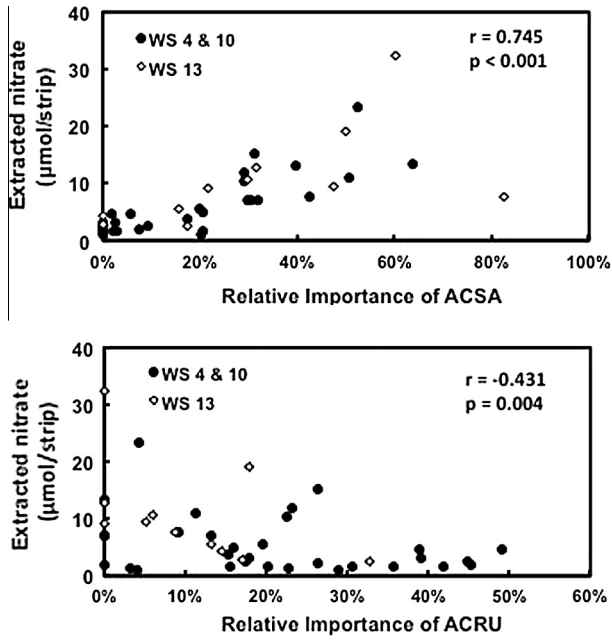 40
30
20
10
0
Extracted nitrate
(µmol/strip)
WS 4 & 10
WS 13
r = 0.745
p < 0.001
0% 20% 40% 60% 80% 100%
Relative Importance of ACSA
40
30
20
10
0
Extracted nitrate
(µmol/strip)
WS 4 & 10
WS 13
r = -0.431
p = 0.004
0% 10% 20% 30% 40% 50% 60%
Relative Importance of ACRU